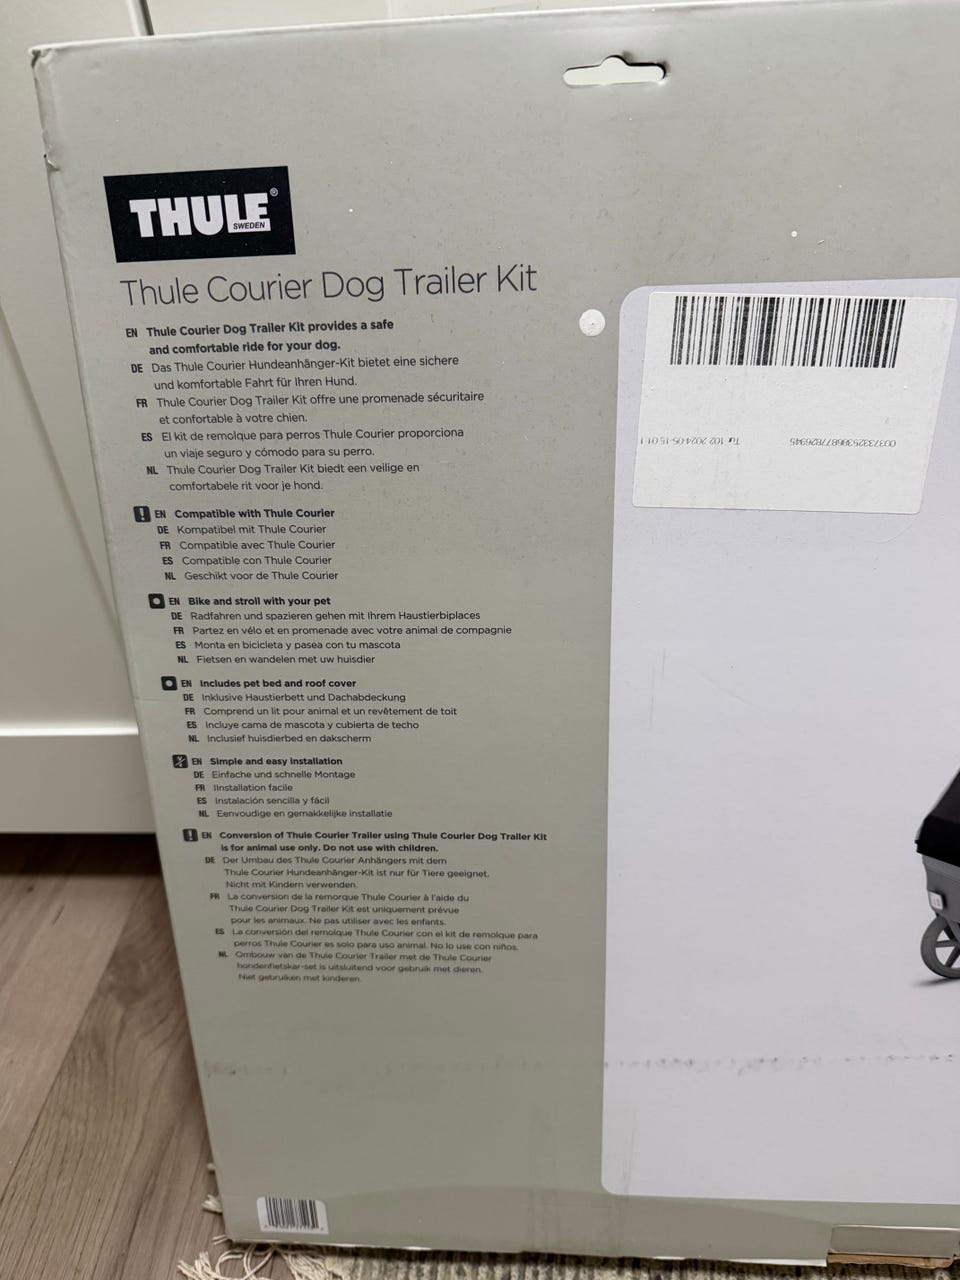 THULE®
SWEDEN
Thule Courier Dog Trailer Kit
EN Thule Courier Dog Trailer Kit provides a safe
and comfortable ride for your dog.
DE Das Thule Courier Hundeanhänger-Kit bietet eine sichere
und komfortable Fahrt für Ihren Hund.
FR Thule Courier Dog Trailer Kit offre une promenade sécuritaire
et confortable à votre chien.
ES El kit de remolque para perros Thule Courier proporciona
un viaje seguro y cómodo para su perro.
NL Thule Courier Dog Trailer Kit biedt een veilige en
comfortabele rit voor je hond.
EN Compatible with Thule Courier
DE Kompatibel mit Thule Courier
FR Compatible avec Thule Courier
ES Compatible con Thule Courier
NL Geschikt voor de Thule Courier
EN Bike and stroll with your pet
DE Radfahren und spazieren gehen mit Ihrem Haustierbiplaces
FR Partez en vélo et en promenade avec votre animal de compagnie
ES Monta en bicicleta y pasea con tu mascota
NL Fietsen en wandelen met uw huisdier
EN Includes pet bed and roof cover
DE Inklusive Haustierbett und Dachabdeckung
FR Comprend un lit pour animal et un revêtement de toit
ES Incluye cama de mascota y cubierta de techo
NL Inclusief huisdierbed en dakscherm
EN Simple and easy installation
DE Einfache und schnelle Montage
FR IInstallation facile
ES Instalación sencilla y fácil
NL Eenvoudige en gemakkelijke installatie
EN Conversion of Thule Courier Trailer using Thule Courier Dog Trailer Kit
is for animal use only. Do not use with children.
DE Der Umbau des Thule Courier Anhängers mit dem
Thule Courier Hundeanhänger-Kit ist nur für Tiere geeignet.
Nicht mit Kindern verwenden.
FR La conversion de la remorque Thule Courier à l'aide du
Thule Courier Dog Trailer Kit est uniquement prévue
pour les animaux. Ne pas utiliser avec les enfants.
ES La conversión del remolque Thule Courier con el kit de remolque para
perros Thule Courier es solo para uso animal. No lo use con niños.
NL Ombouw van de Thule Courier Trailer met de Thule Courier
hondenfietskar-set is uitsluitend voor gebruik met dieren.
Niet gebruiken met kinderen.
102 2024-05-15